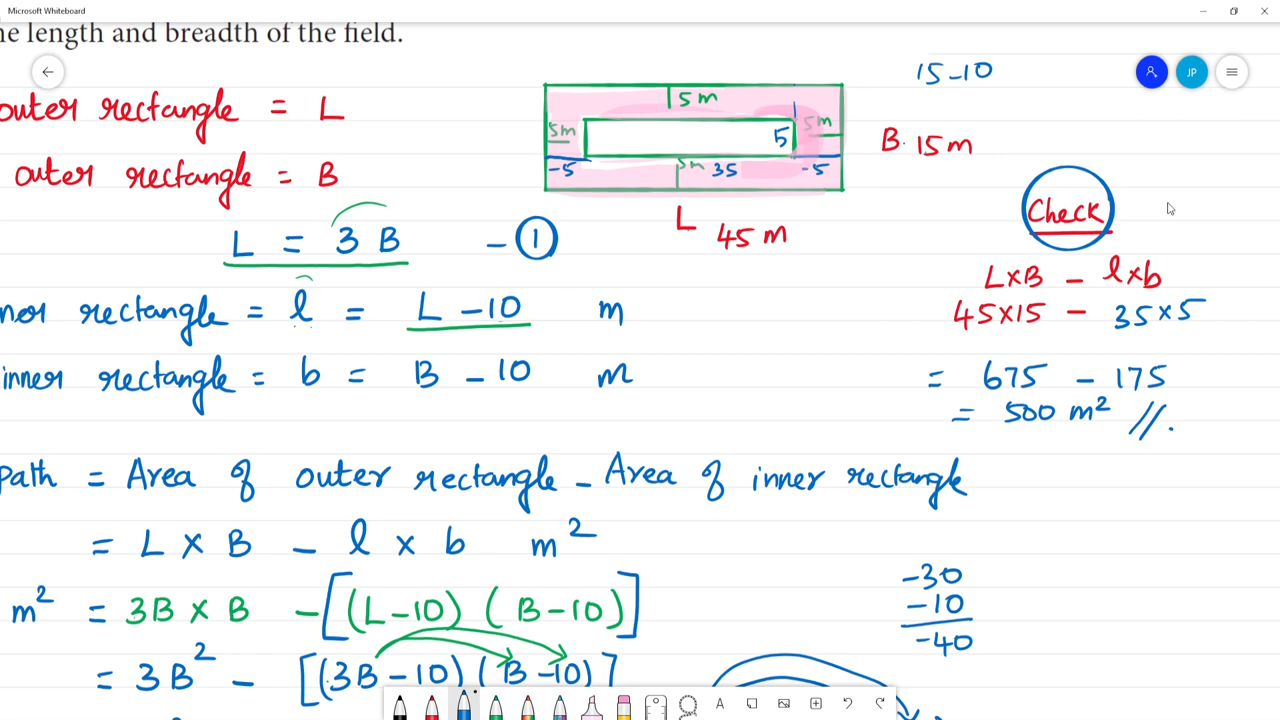 Microsoft Whiteboard
he length and breadth of the field.
JP
15-10
outer rectangle = L
5m
5m
5m
5
B. 15m
outer rectangle = B
-5
5m 35
-5
L 45 m
Check
L = 3B - ①
L×B - l×b
nner rectangle = l = L -10 m
45×15 - 35×5
inner rectangle = b = B - 10 m
= 675 - 175
= 500 m² //.
Path = Area of outer rectangle - Area of inner rectangle
= L × B - l × b m²
-30
-10
-40
m² = 3B × B -[(L-10) (B-10)]
= 3B² - [(3B-10)(B-10)]
A